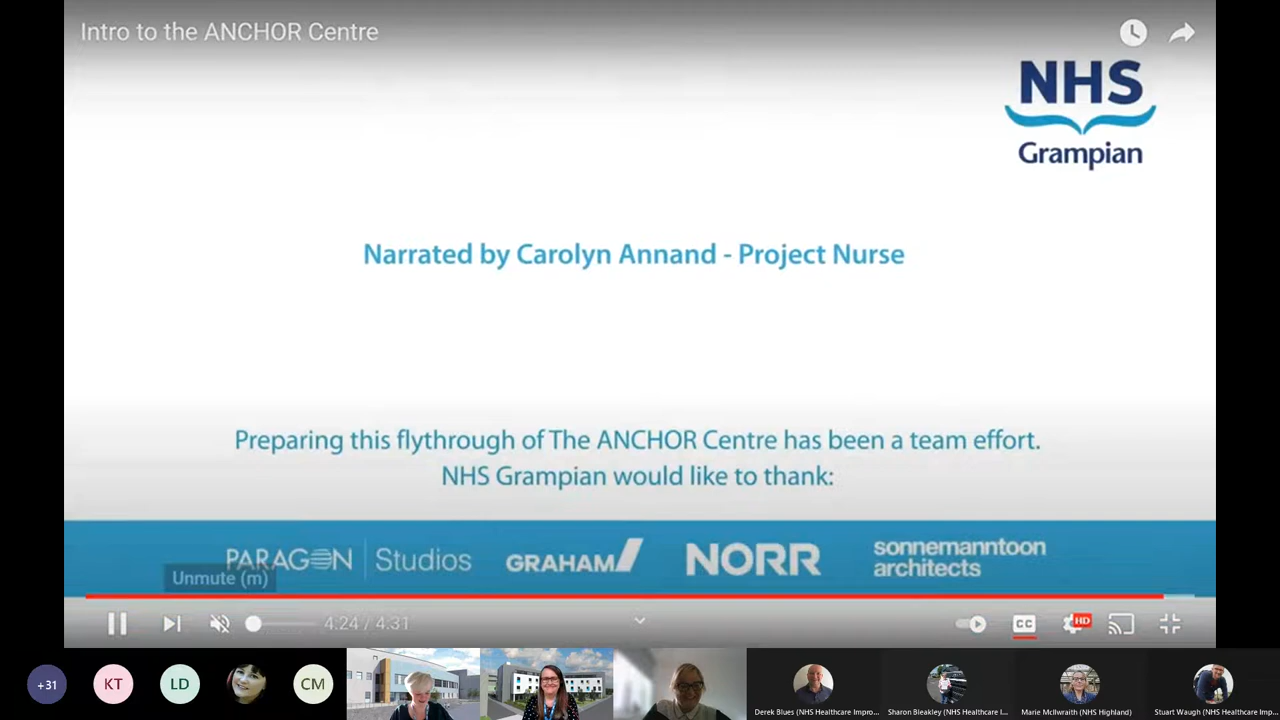 Intro to the ANCHOR Centre
NHS
Grampian
Narrated by Carolyn Annand - Project Nurse
Preparing this flythrough of The ANCHOR Centre has been a team effort.
NHS Grampian would like to thank:
PARAGON | Studios
GRAHAM
NORR
sonnemanntoon
architects
Unmute (m)
4:24 / 4:31
CC
HD
+31
KT
LD
CM
Derek Blues (NHS Healthcare Impro...
Sharon Bleakley (NHS Healthcare I...
Marie McIlwraith (NHS Highland)
Stuart Waugh (NHS Healthcare Imp...